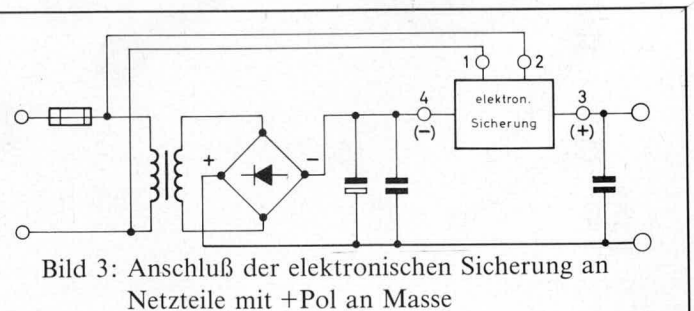 1 2
4 elektron. 3
(-) Sicherung (+)
+ -
Bild 3: Anschluß der elektronischen Sicherung an
Netzteile mit +Pol an Masse